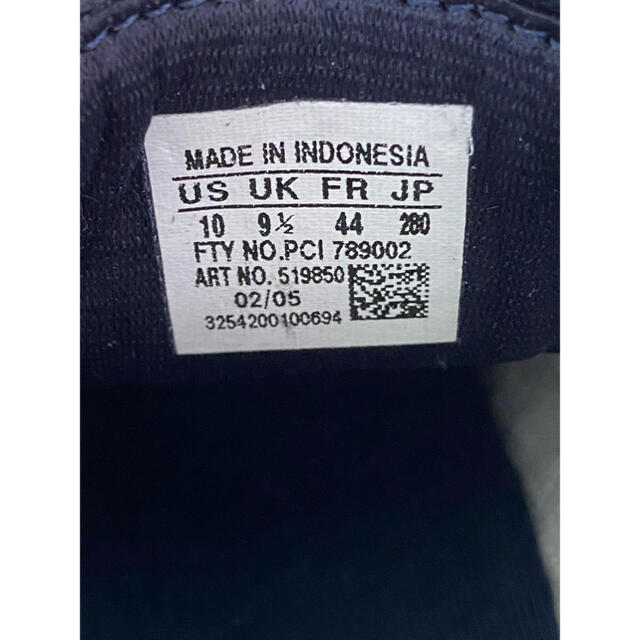 MADE IN INDONESIA
US UK FR JP
10 9½ 44 280
FTY NO.PCI 789002
ART NO. 519850
02/05
3254200100694